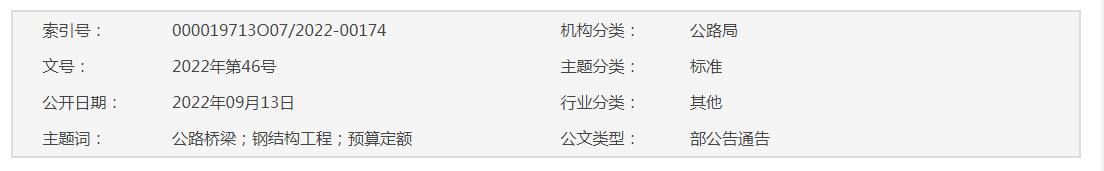 索引号： 000019713O07/2022-00174 机构分类： 公路局
文号： 2022年第46号 主题分类： 标准
公开日期： 2022年09月13日 行业分类： 其他
主题词： 公路桥梁；钢结构工程；预算定额 公文类型： 部公告通告